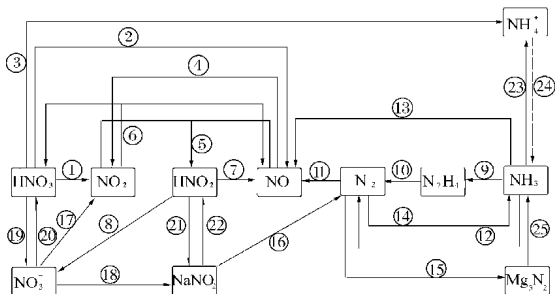 NH₄⁺
②
③
④
㉓
㉔
⑬
⑥
⑤
HNO₃
①
NO₂
HNO₂
⑦
NO
⑪
N₂
⑩
N₂H₄
⑨
NH₃
⑲
⑳
⑰
⑧
㉑
㉒
⑯
⑭
⑫
㉕
NO₃⁻
⑱
NaNO₂
⑮
Mg₃N₂